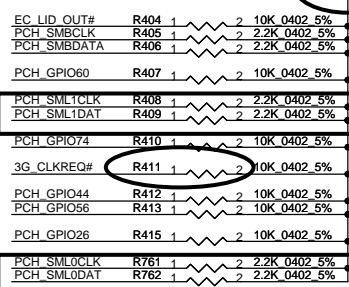 EC_LID_OUT# R404 1 2 10K_0402_5%
PCH_SMBCLK R405 1 2 2.2K_0402_5%
PCH_SMBDATA R406 1 2 2.2K_0402_5%
PCH_GPIO60 R407 1 2 10K_0402_5%
PCH_SML1CLK R408 1 2 2.2K_0402_5%
PCH_SML1DAT R409 1 2 2.2K_0402_5%
PCH_GPIO74 R410 1 2 10K_0402_5%
3G_CLKREQ# R411 1 2 10K_0402_5%
PCH_GPIO44 R412 1 2 10K_0402_5%
PCH_GPIO56 R413 1 2 10K_0402_5%
PCH_GPIO26 R415 1 2 10K_0402_5%
PCH_SML0CLK R761 1 2 2.2K_0402_5%
PCH_SML0DAT R762 1 2 2.2K_0402_5%